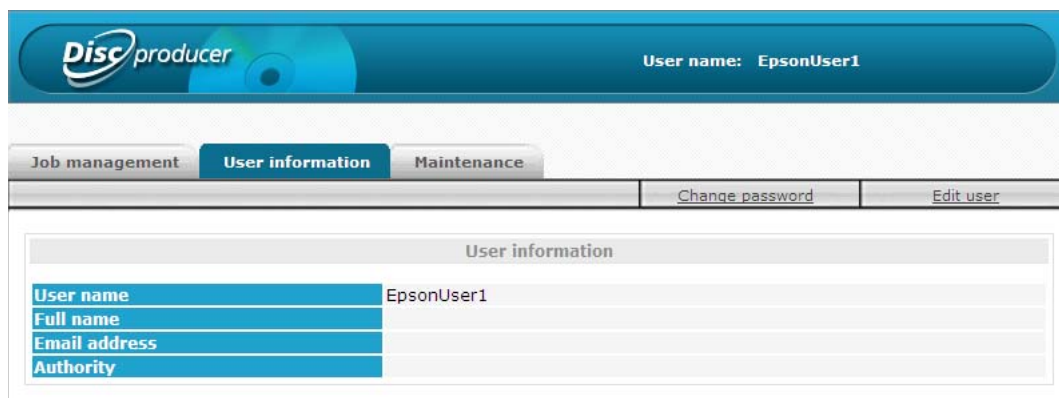 Disc producer
User name: EpsonUser1
Job management User information Maintenance
Change password Edit user
User information
User name EpsonUser1
Full name
Email address
Authority